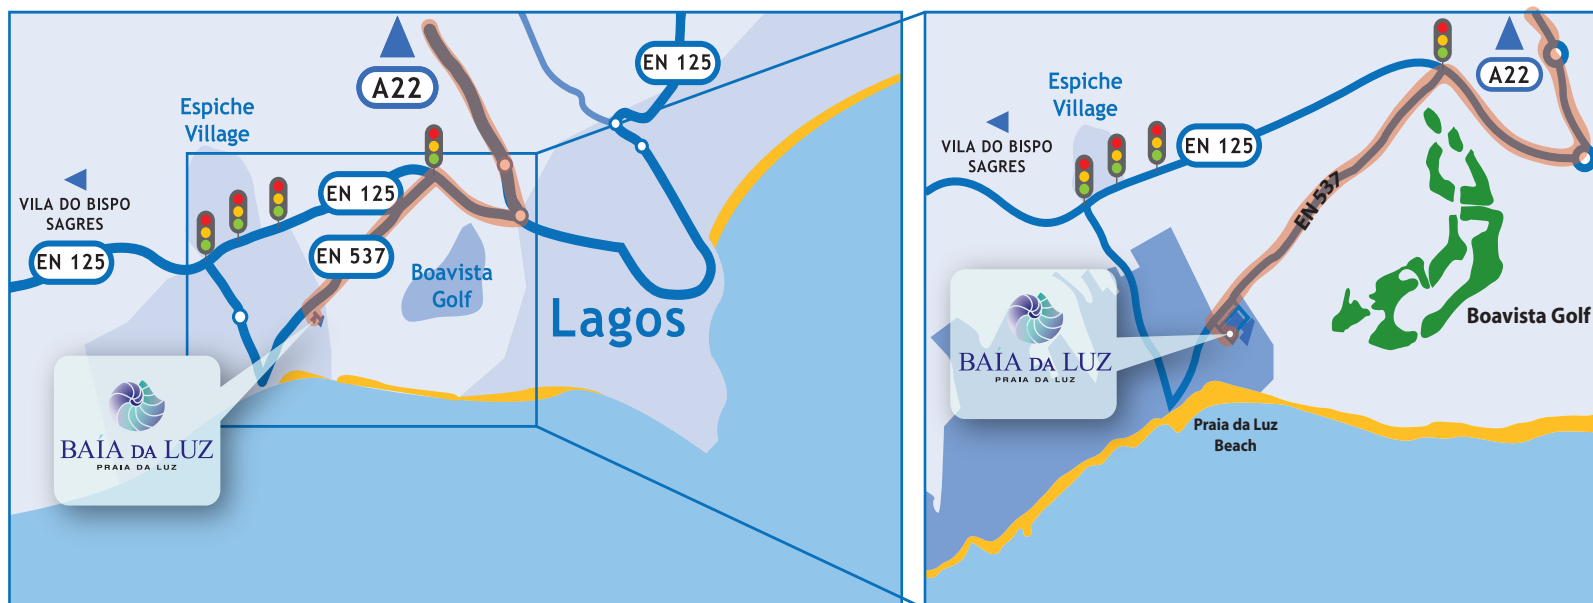 EN 125
A22
Espiche
Village
VILA DO BISPO
SAGRES
EN 125
EN 125
EN 537
Boavista
Golf
Lagos
BAÍA DA LUZ
PRAIA DA LUZ
A22
Espiche
Village
VILA DO BISPO
SAGRES
EN 125
EN 537
Boavista Golf
BAÍA DA LUZ
PRAIA DA LUZ
Praia da Luz
Beach